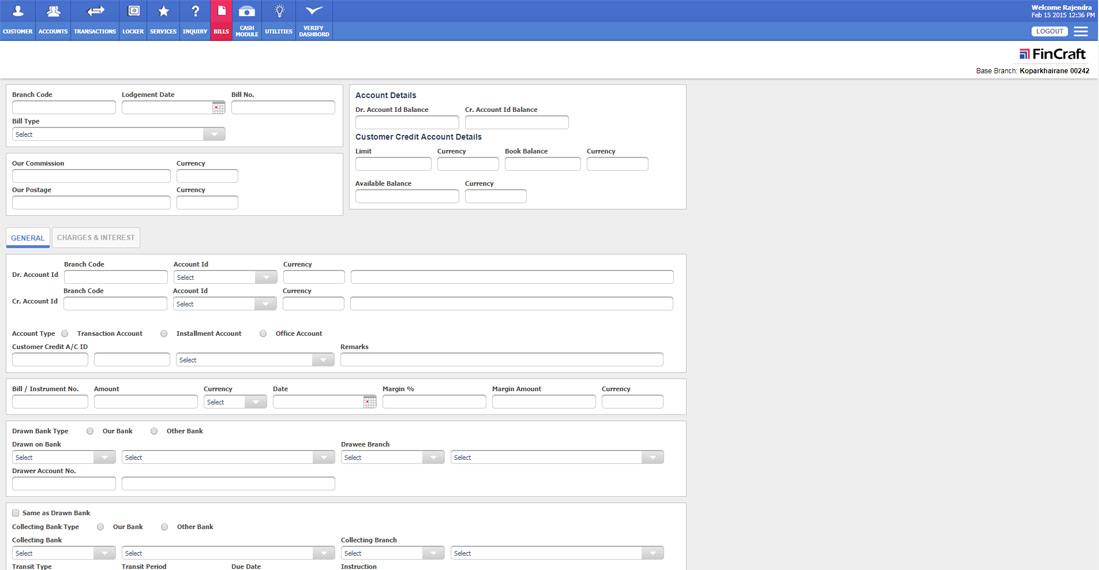 Welcome Rajendra
Feb 15 2015 12:36 PM
CUSTOMER ACCOUNTS TRANSACTIONS LOCKER SERVICES INQUIRY BILLS CASH MODULE UTILITIES VERIFY DASHBORD
LOGOUT
FinCraft
Base Branch: Koparkhairane 00242
Branch Code Lodgement Date Bill No.
Bill Type
Select
Our Commission Currency
Our Postage Currency
Account Details
Dr. Account Id Balance Cr. Account Id Balance
Customer Credit Account Details
Limit Currency Book Balance Currency
Available Balance Currency
GENERAL CHARGES & INTEREST
Branch Code Account Id Currency
Dr. Account Id Select
Branch Code Account Id Currency
Cr. Account Id Select
Account Type Transaction Account Installment Account Office Account
Customer Credit A/C ID Remarks
Select
Bill / Instrument No. Amount Currency Date Margin % Margin Amount Currency
Select
Drawn Bank Type Our Bank Other Bank
Drawn on Bank Drawee Branch
Select Select Select Select
Drawer Account No.
Same as Drawn Bank
Collecting Bank Type Our Bank Other Bank
Collecting Bank Collecting Branch
Select Select Select Select
Transit Type Transit Period Due Date Instruction